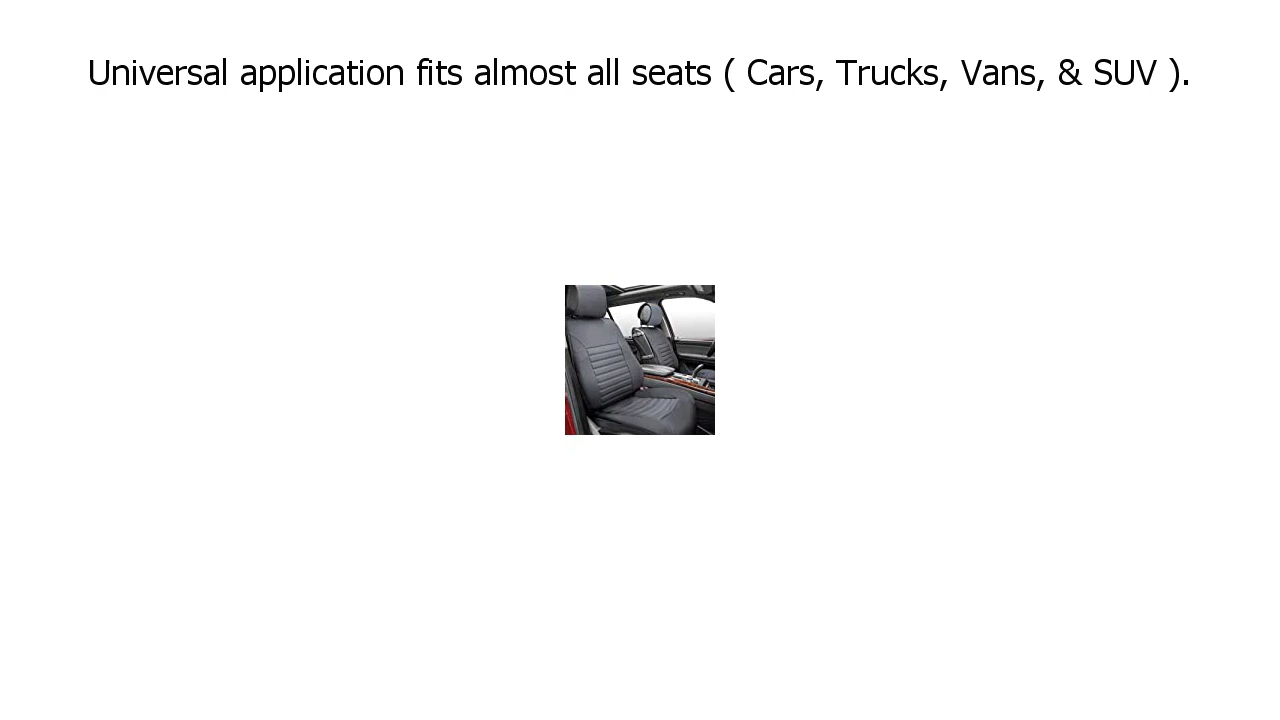 Universal application fits almost all seats ( Cars, Trucks, Vans, & SUV ).